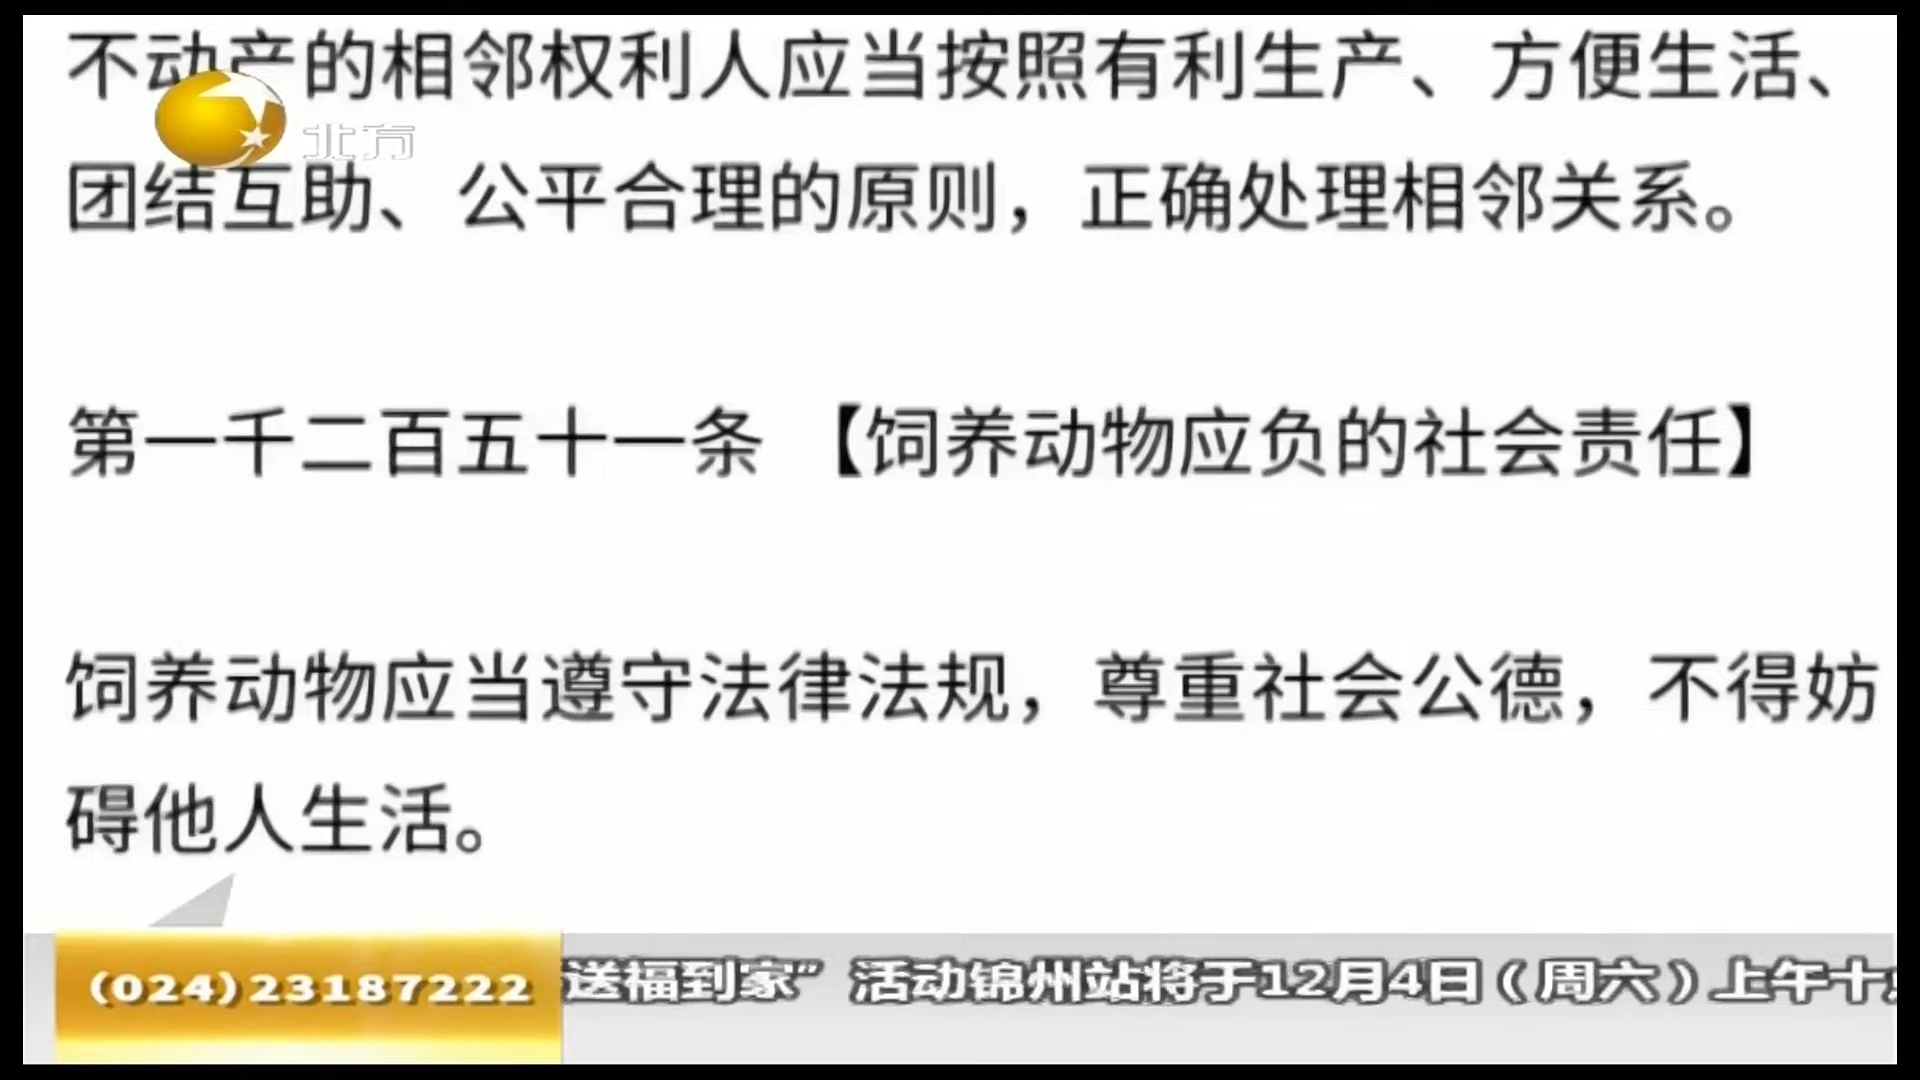 不动产的相邻权利人应当按照有利生产、方便生活、
北方
团结互助、公平合理的原则，正确处理相邻关系。
第一千二百五十一条 【饲养动物应负的社会责任】
饲养动物应当遵守法律法规，尊重社会公德，不得妨
碍他人生活。
(024)23187222
送福到家”活动锦州站将于12月4日（周六）上午十